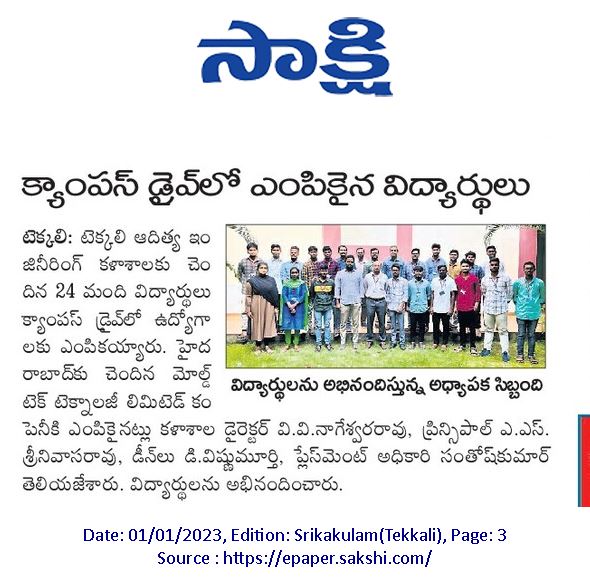 సాక్షి
క్యాంపస్ డ్రైవ్‌లో ఎంపికైన విద్యార్థులు
టెక్కలి: టెక్కలి ఆదిత్య ఇం
జినీరింగ్ కళాశాలకు చెం
దిన 24 మంది విద్యార్థులు
క్యాంపస్ డ్రైవ్‌లో ఉద్యోగా
లకు ఎంపికయ్యారు. హైద
రాబాద్‌కు చెందిన మోల్డ్
టెక్ టెక్నాలజీ లిమిటెడ్ కం
పెనీకి ఎంపికైనట్లు కళాశాల డైరెక్టర్ వి.వి.నాగేశ్వరరావు, ప్రిన్సిపాల్ ఎ.ఎస్.
శ్రీనివాసరావు, డీన్‌లు డి.విష్ణుమూర్తి, ప్లేస్‌మెంట్ అధికారి సంతోష్‌కుమార్
తెలియజేశారు. విద్యార్థులను అభినందించారు.
విద్యార్థులను అభినందిస్తున్న అధ్యాపక సిబ్బంది
Date: 01/01/2023, Edition: Srikakulam(Tekkali), Page: 3
Source : https://epaper.sakshi.com/